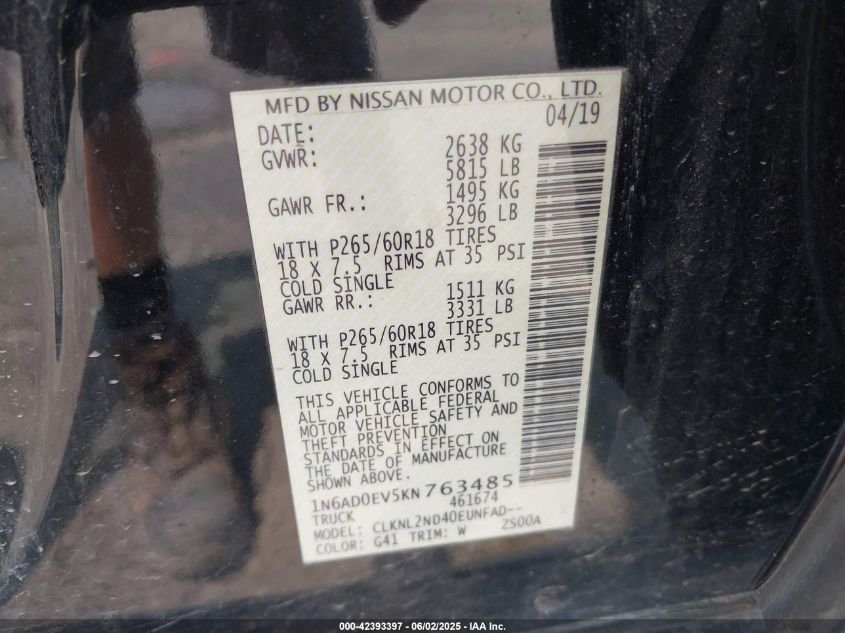 MFD BY NISSAN MOTOR CO., LTD.
DATE: 04/19
GVWR: 2638 KG
5815 LB
GAWR FR.: 1495 KG
3296 LB
WITH P265/60R18 TIRES
18 X 7.5 RIMS AT 35 PSI
COLD SINGLE
GAWR RR.: 1511 KG
3331 LB
WITH P265/60R18 TIRES
18 X 7.5 RIMS AT 35 PSI
COLD SINGLE
THIS VEHICLE CONFORMS TO
ALL APPLICABLE FEDERAL
MOTOR VEHICLE SAFETY AND
THEFT PREVENTION
STANDARDS IN EFFECT ON
THE DATE OF MANUFACTURE
SHOWN ABOVE.
1N6AD0EV5KN763485
TRUCK 461674
MODEL: CLKNL2ND40EUNFAD--
COLOR: G41 TRIM: W ZS00A
000-42393397 - 06/02/2025 - IAA Inc.